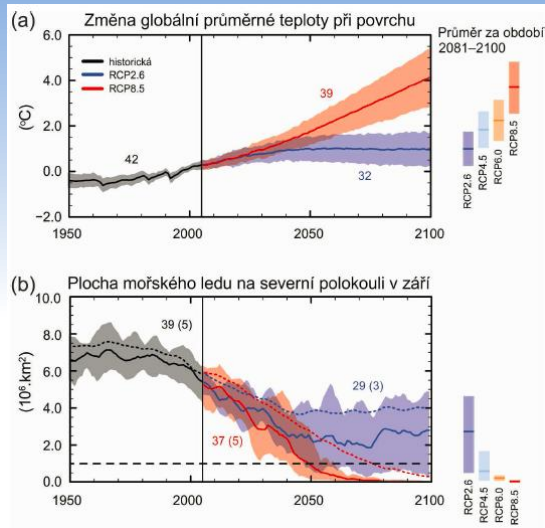 (a) Změna globální průměrné teploty při povrchu
Průměr za období
2081–2100
6.0
4.0
2.0
0.0
−2.0
(ºC)
historická
RCP2.6
RCP8.5
42
39
32
1950
2000
2050
2100
RCP2.6
RCP4.5
RCP6.0
RCP8.5
(b) Plocha mořského ledu na severní polokouli v září
10.0
8.0
6.0
4.0
2.0
0.0
(10⁶.km²)
39 (5)
29 (3)
37 (5)
1950
2000
2050
2100
RCP2.6
RCP4.5
RCP6.0
RCP8.5